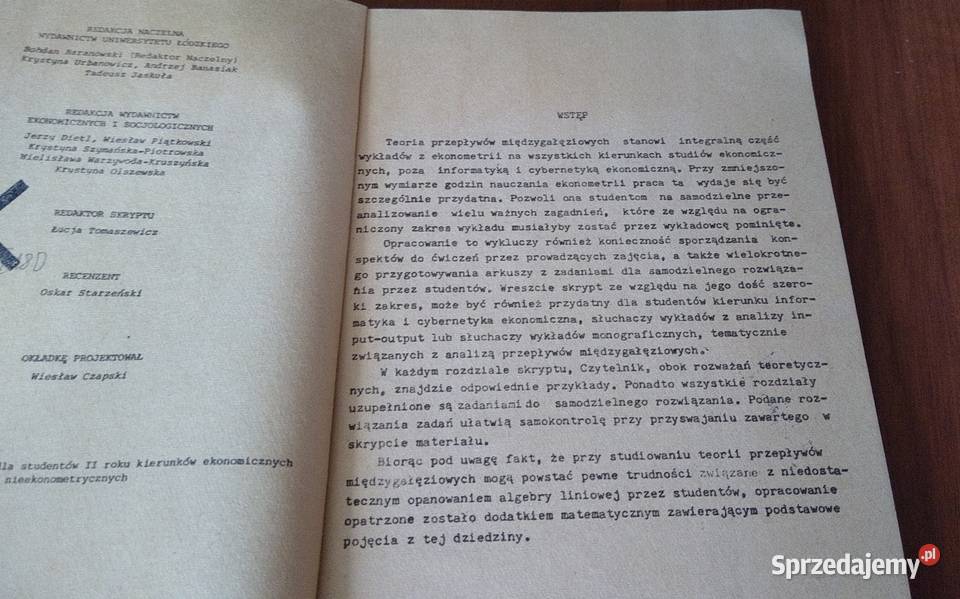 REDAKCJA NACZELNA
WYDAWNICTW UNIWERSYTETU ŁÓDZKIEGO
Bohdan Baranowski (Redaktor Naczelny)
Krystyna Urbanowicz, Andrzej Banasiak
Tadeusz Jaskuła
REDAKCJA WYDAWNICTW
EKONOMICZNYCH I SOCJOLOGICZNYCH
Jerzy Dietl, Wiesław Piątkowski
Krystyna Szymańska-Piotrowska
Wielisława Warzywoda-Kruszyńska
Krystyna Olszewska
REDAKTOR SKRYPTU
Łucja Tomaszewicz
RECENZENT
Oskar Starzeński
OKŁADKĘ PROJEKTOWAŁ
Wiesław Czapski
dla studentów II roku kierunków ekonomicznych
nieekonometrycznych
WSTĘP
Teoria przepływów międzygałęziowych stanowi integralną część
wykładów z ekonometrii na wszystkich kierunkach studiów ekonomicz-
nych, poza informatyką i cybernetyką ekonomiczną. Przy zmniejszo-
nym wymiarze godzin nauczania ekonometrii praca ta wydaje się być
szczególnie przydatna. Pozwoli ona studentom na samodzielne prze-
analizowanie wielu ważnych zagadnień, które ze względu na ogra-
niczony zakres wykładu musiałyby zostać przez wykładowcę pominięte.
Opracowanie to wykluczy również konieczność sporządzania kon-
spektów do ćwiczeń przez prowadzących zajęcia, a także wielokrotne-
go przygotowywania arkuszy z zadaniami dla samodzielnego rozwiąza-
nia przez studentów. Wreszcie skrypt ze względu na jego dość szero-
ki zakres, może być również przydatny dla studentów kierunku infor-
matyka i cybernetyka ekonomiczna, słuchaczy wykładów z analizy in-
put-output lub słuchaczy wykładów monograficznych, tematycznie
związanych z analizą przepływów międzygałęziowych.
W każdym rozdziale skryptu, Czytelnik, obok rozważań teoretycz-
nych, znajdzie odpowiednie przykłady. Ponadto wszystkie rozdziały
uzupełnione są zadaniami do samodzielnego rozwiązania. Podane roz-
wiązania zadań ułatwią samokontrolę przy przyswajaniu zawartego w
skrypcie materiału.
Biorąc pod uwagę fakt, że przy studiowaniu teorii przepływów
międzygałęziowych mogą powstać pewne trudności związane z niedosta-
tecznym opanowaniem algebry liniowej przez studentów, opracowanie
opatrzone zostało dodatkiem matematycznym zawierającym podstawowe
pojęcia z tej dziedziny.
Sprzedajemy.pl